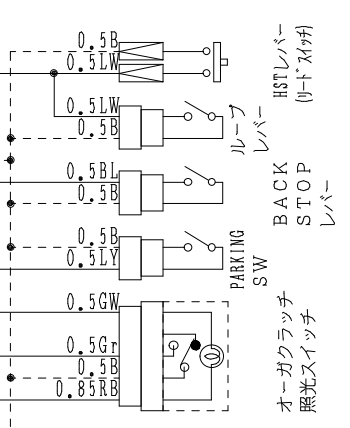 0.5B
0.5LW
HSTレバー
(リードスイッチ)
0.5LW
0.5B
ループ
レバー
0.5BL
0.5B
BACK
STOP
レバー
0.5B
0.5LY
PARKING
SW
0.5GW
0.5Gr
0.5B
0.85RB
オーガクラッチ
照光スイッチ